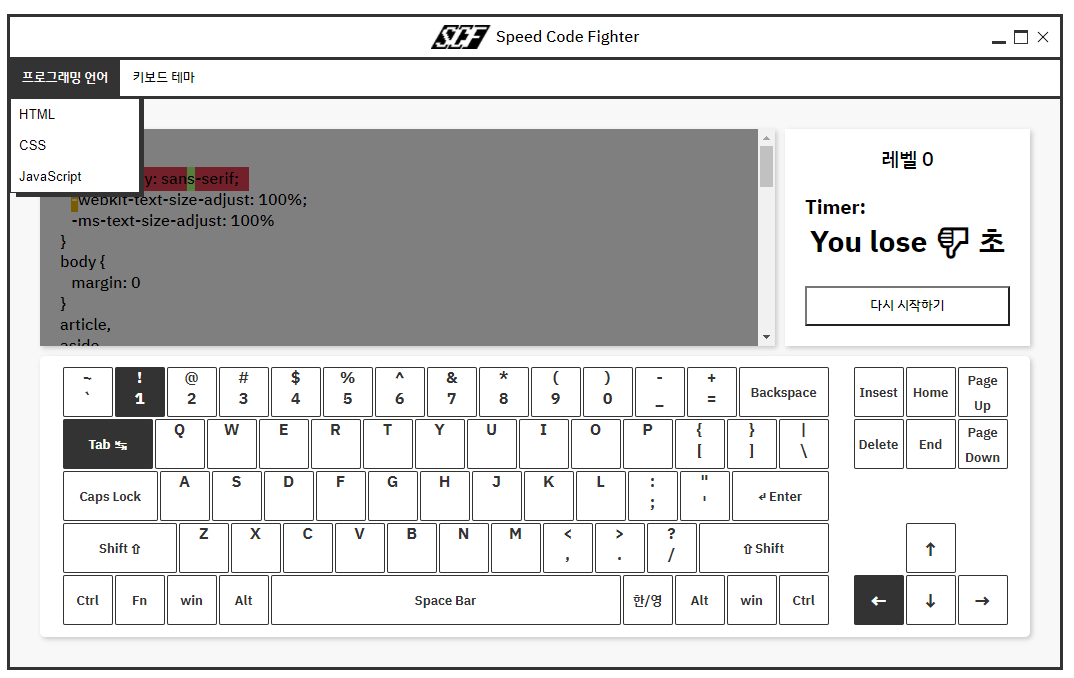 SCF Speed Code Fighter
프로그래밍 언어 키보드 테마
HTML
CSS
JavaScript
y: sans-serif;
-webkit-text-size-adjust: 100%;
-ms-text-size-adjust: 100%
}
body {
margin: 0
}
article,
aside
레벨 0
Timer:
You lose 👎 초
다시 시작하기
~ ! @ # $ % ^ & * ( ) - + Backspace
` 1 2 3 4 5 6 7 8 9 0 _ =
Insest Home Page Up
Tab ↹ Q W E R T Y U I O P { } |
[ ] \
Delete End Page Down
Caps Lock A S D F G H J K L : " ↲ Enter
; '
Shift ⇧ Z X C V B N M < > ? ⇧ Shift
, . /
↑
Ctrl Fn win Alt Space Bar 한/영 Alt win Ctrl
← ↓ →